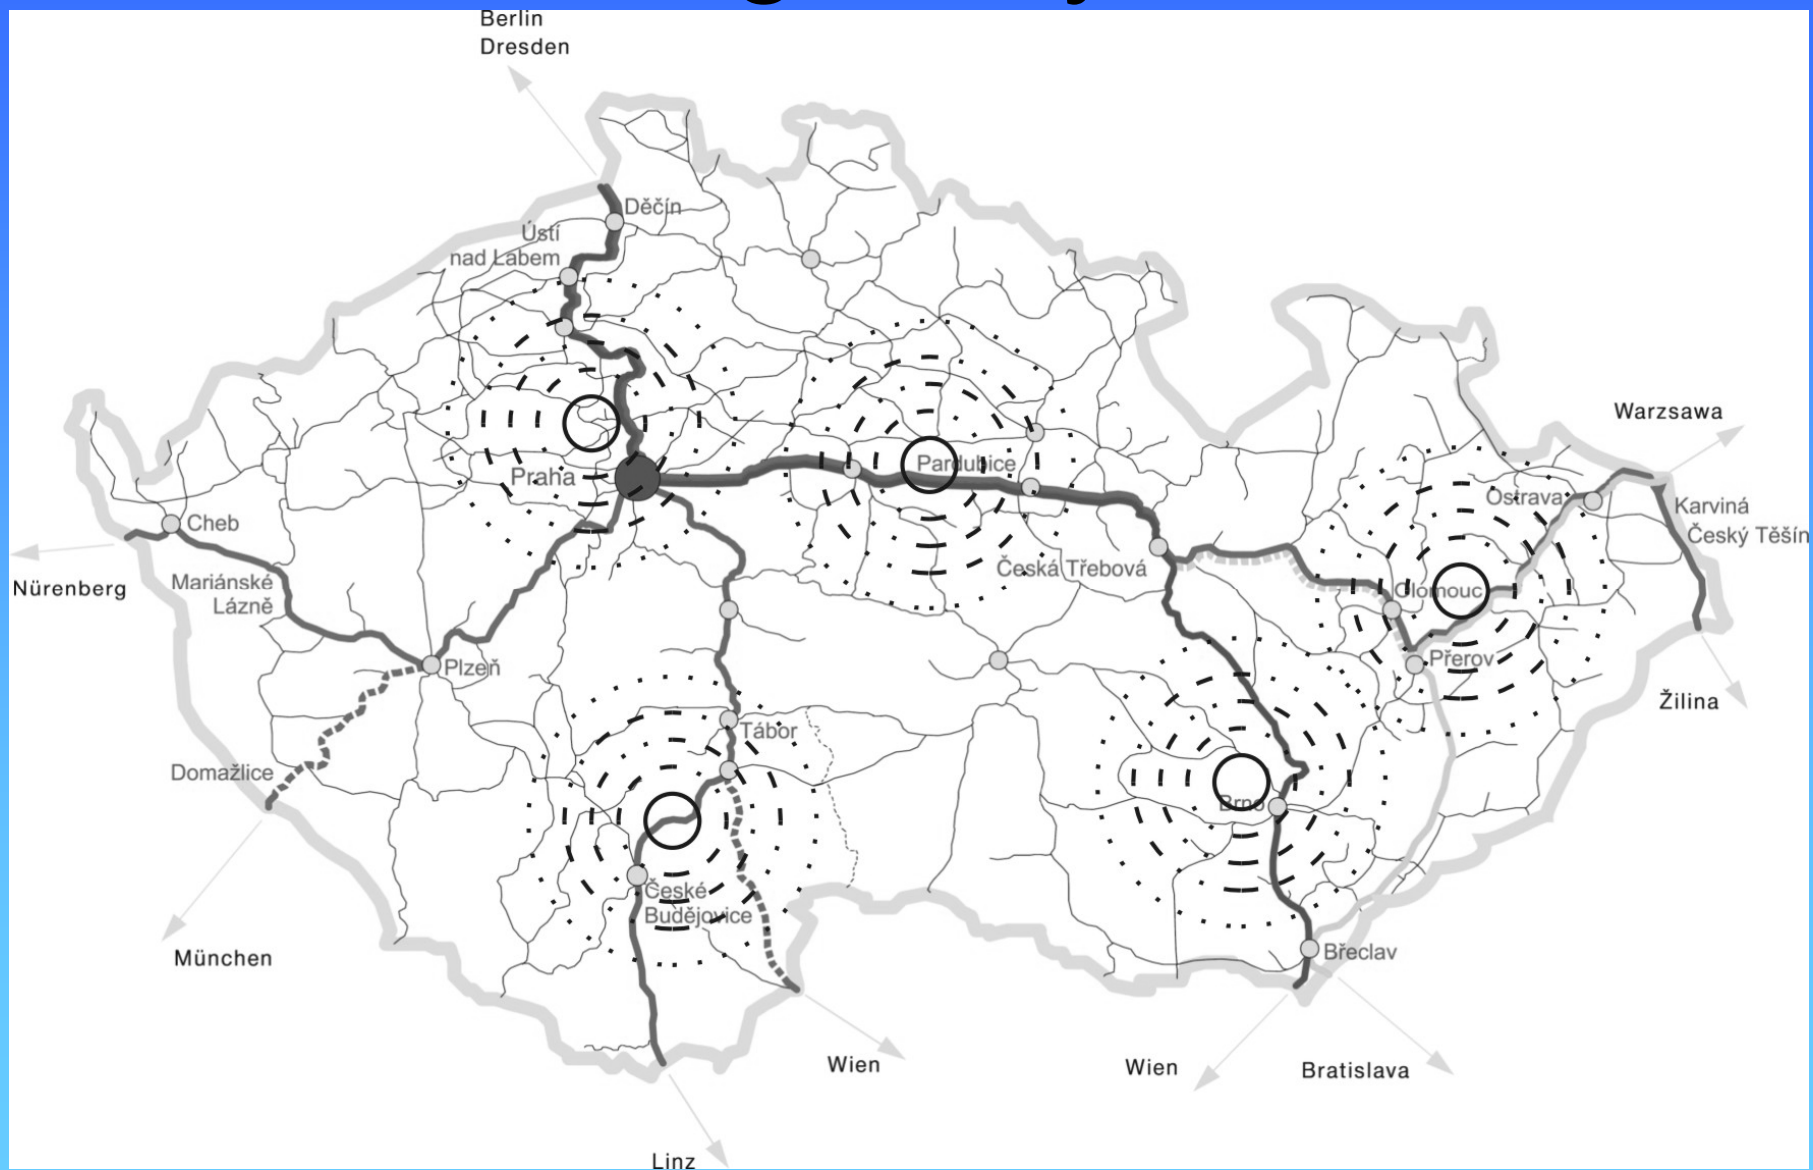 Berlin
Dresden
Děčín
Ústí
nad Labem
Warzsawa
Pardubice
Praha
Ostrava
Karviná
Český Těšín
Cheb
Česká Třebová
Mariánské
Lázně
Nürenberg
Olomouc
Přerov
Plzeň
Žilina
Tábor
Domažlice
Brno
České
Budějovice
Břeclav
München
Wien
Wien
Bratislava
Linz